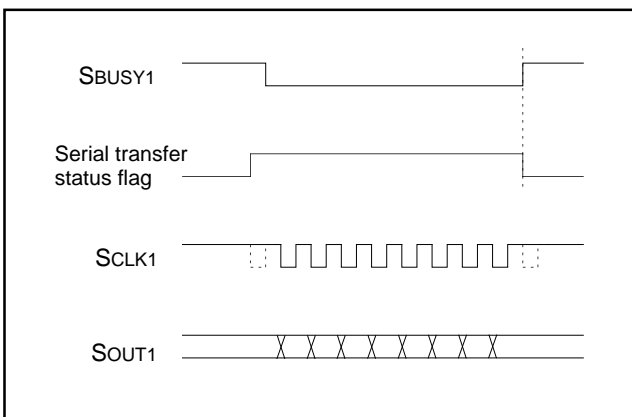 SBUSY1
Serial transfer
status flag
SCLK1
SOUT1